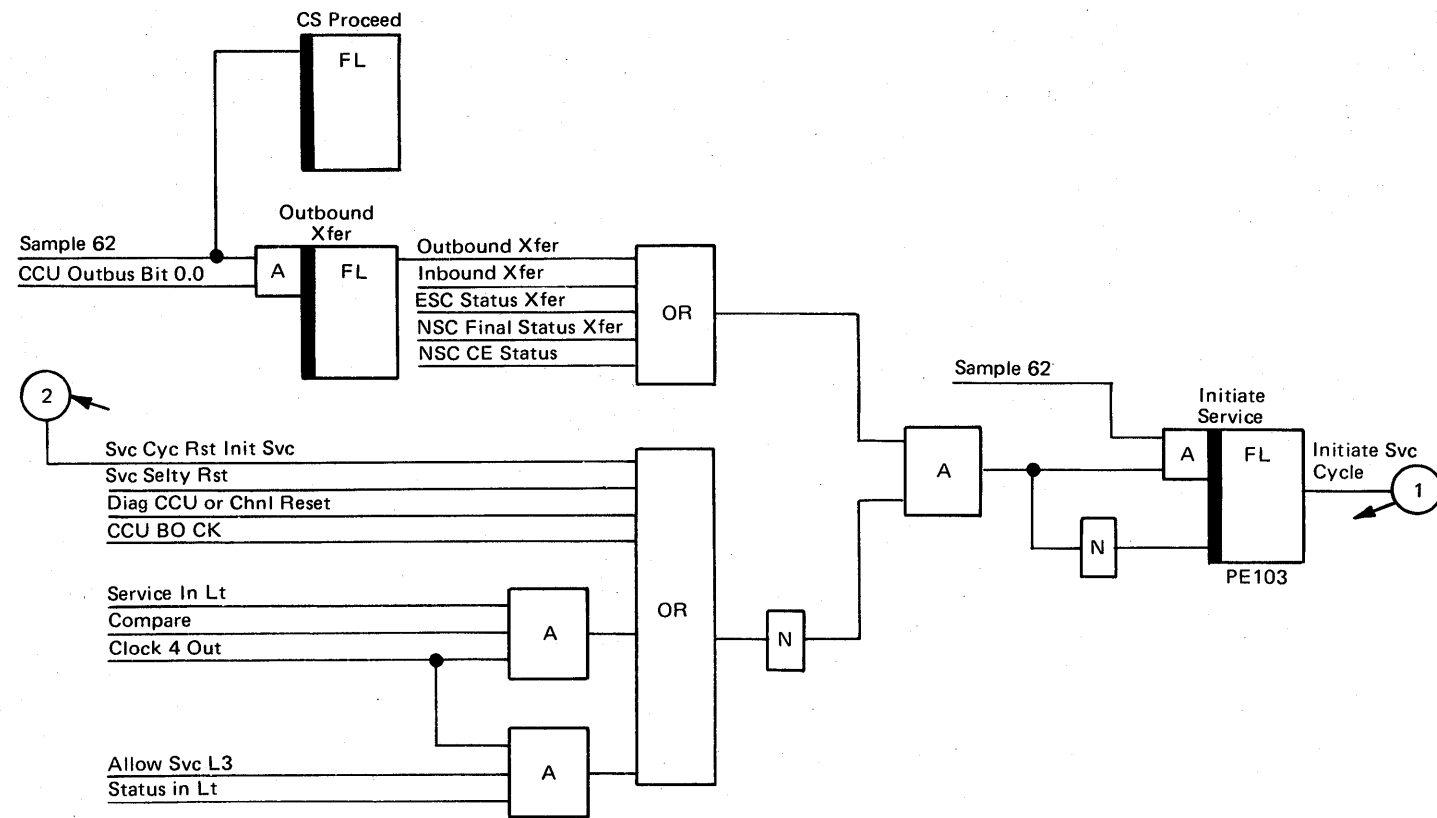 CS Proceed
FL
Outbound
Xfer
Sample 62
CCU Outbus Bit 0.0
A
FL
Outbound Xfer
Inbound Xfer
ESC Status Xfer
NSC Final Status Xfer
NSC CE Status
OR
2
Svc Cyc Rst Init Svc
Svc Selty Rst
Diag CCU or Chnl Reset
CCU BO CK
Service In Lt
Compare
Clock 4 Out
A
Allow Svc L3
Status in Lt
A
OR
N
A
Sample 62
Initiate
Service
A
FL
N
PE103
Initiate Svc
Cycle
1